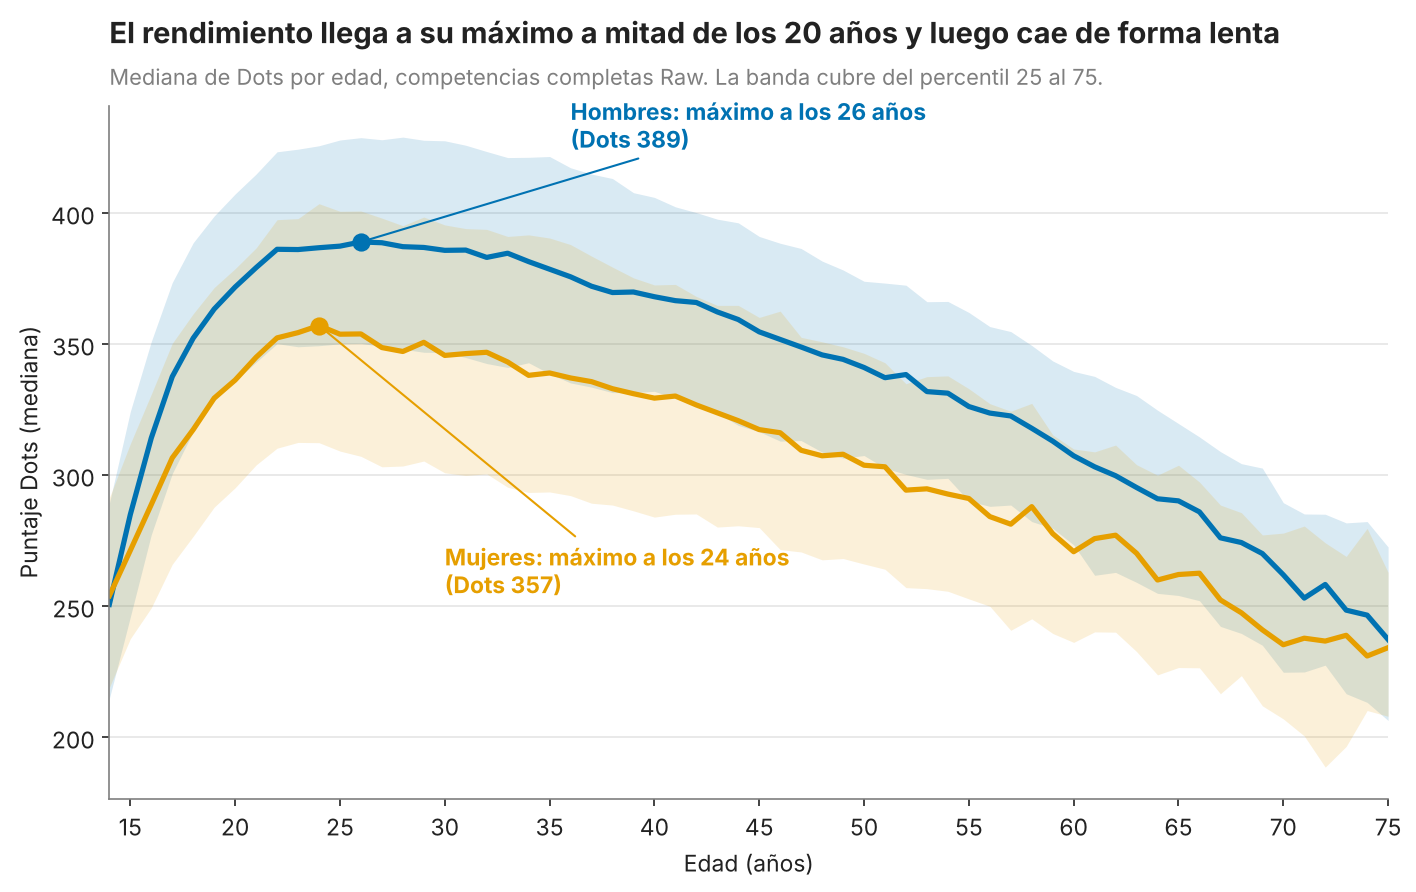 El rendimiento llega a su máximo a mitad de los 20 años y luego cae de forma lenta
Mediana de Dots por edad, competencias completas Raw. La banda cubre del percentil 25 al 75.
Hombres: máximo a los 26 años
(Dots 389)
Mujeres: máximo a los 24 años
(Dots 357)
Puntaje Dots (mediana)
400
350
300
250
200
15 20 25 30 35 40 45 50 55 60 65 70 75
Edad (años)